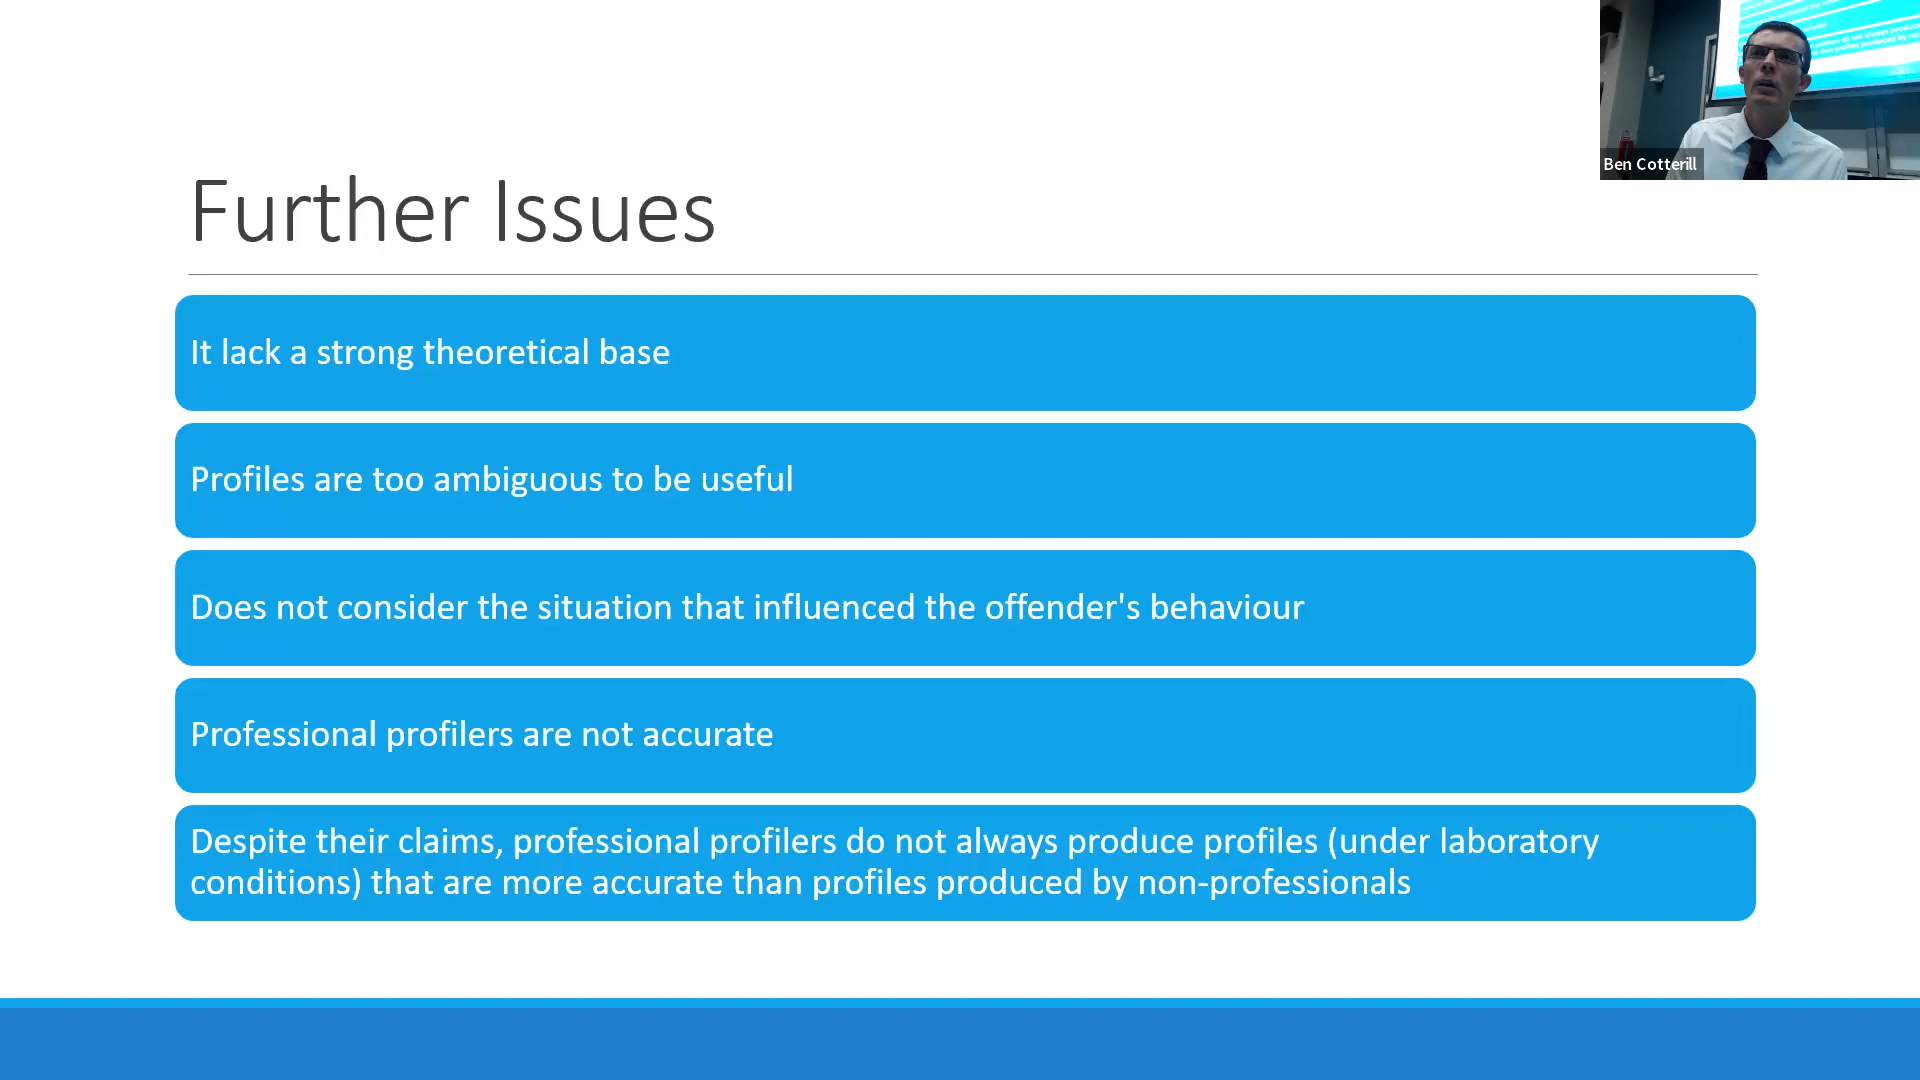 Ben Cotterill
Further Issues
It lack a strong theoretical base
Profiles are too ambiguous to be useful
Does not consider the situation that influenced the offender's behaviour
Professional profilers are not accurate
Despite their claims, professional profilers do not always produce profiles (under laboratory
conditions) that are more accurate than profiles produced by non-professionals